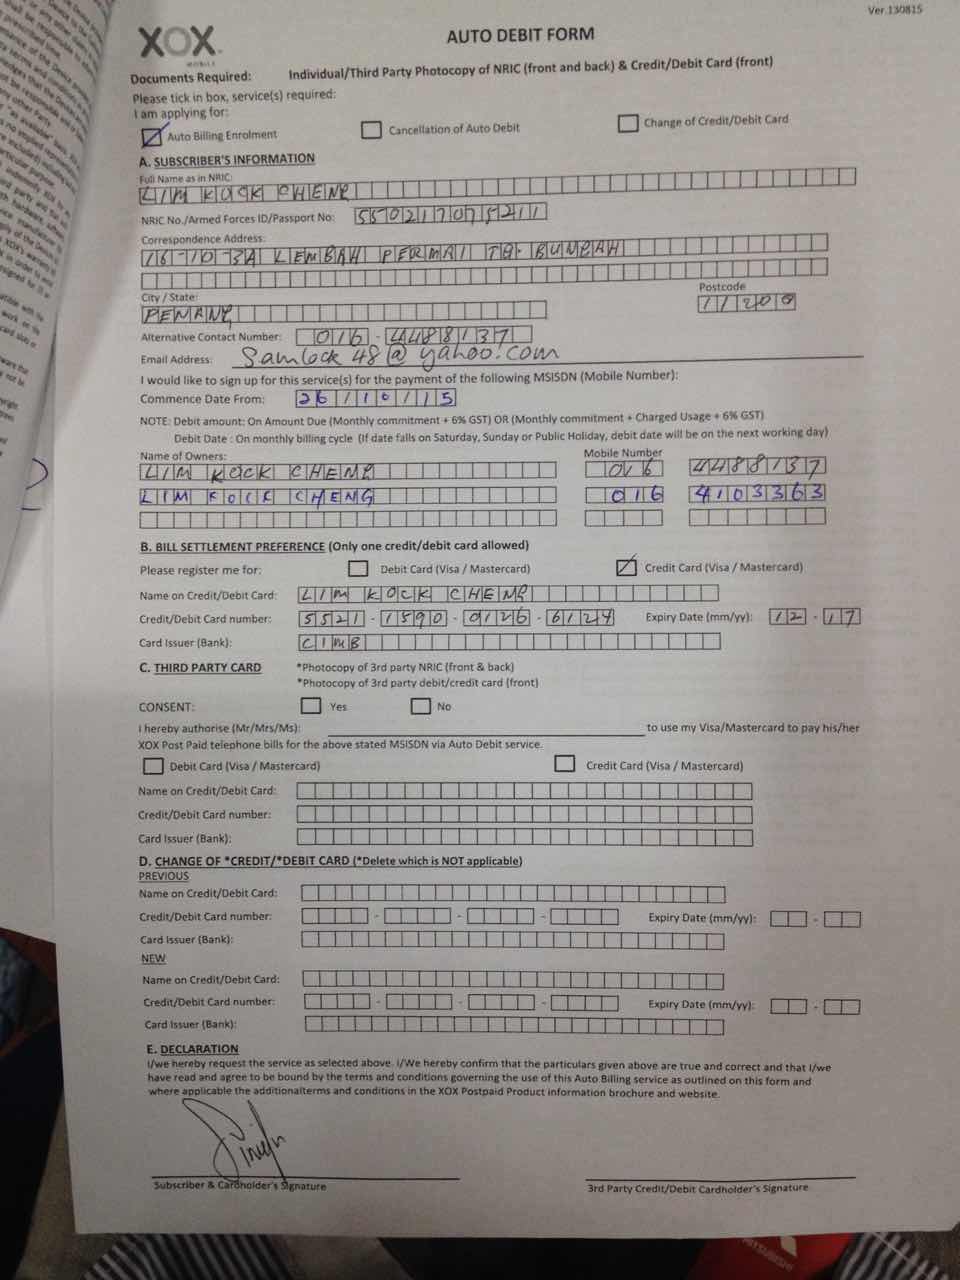 Ver.130815
XOX
MOBILE
AUTO DEBIT FORM
Documents Required: Individual/Third Party Photocopy of NRIC (front and back) & Credit/Debit Card (front)
Please tick in box, service(s) required:
I am applying for:
Auto Billing Enrolment Cancellation of Auto Debit Change of Credit/Debit Card
A. SUBSCRIBER'S INFORMATION
Full Name as in NRIC:
LIM KOCK CHENG
NRIC No./Armed Forces ID/Passport No: 550217075211
Correspondence Address:
16-10-3A LEMBAH PERMAI TG. BUNGAH
City / State: Postcode
PENANG 11200
Alternative Contact Number: 016 - 4488137
Email Address: Samlock48@yahoo.com
I would like to sign up for this service(s) for the payment of the following MSISDN (Mobile Number):
Commence Date From: 26/10/15
NOTE: Debit amount: On Amount Due (Monthly commitment + 6% GST) OR (Monthly commitment + Charged Usage + 6% GST)
Debit Date : On monthly billing cycle (If date falls on Saturday, Sunday or Public Holiday, debit date will be on the next working day)
Name of Owners: Mobile Number
LIM KOCK CHENG 016 4488137
LIM KOCK CHENG 016 4103363
B. BILL SETTLEMENT PREFERENCE (Only one credit/debit card allowed)
Please register me for: Debit Card (Visa / Mastercard) Credit Card (Visa / Mastercard)
Name on Credit/Debit Card: LIM KOCK CHENG
Credit/Debit Card number: 5521 - 1590 - 0126 - 6124 Expiry Date (mm/yy): 12 - 17
Card Issuer (Bank): CIMB
C. THIRD PARTY CARD *Photocopy of 3rd party NRIC (front & back)
*Photocopy of 3rd party debit/credit card (front)
CONSENT: Yes No
I hereby authorise (Mr/Mrs/Ms): to use my Visa/Mastercard to pay his/her
XOX Post Paid telephone bills for the above stated MSISDN via Auto Debit service.
Debit Card (Visa / Mastercard) Credit Card (Visa / Mastercard)
Name on Credit/Debit Card:
Credit/Debit Card number:
Card Issuer (Bank):
D. CHANGE OF *CREDIT/*DEBIT CARD (*Delete which is NOT applicable)
PREVIOUS
Name on Credit/Debit Card:
Credit/Debit Card number: - - - Expiry Date (mm/yy): -
Card Issuer (Bank):
NEW
Name on Credit/Debit Card:
Credit/Debit Card number: - - - Expiry Date (mm/yy): -
Card Issuer (Bank):
E. DECLARATION
I/we hereby request the service as selected above. I/We hereby confirm that the particulars given above are true and correct and that I/we
have read and agree to be bound by the terms and conditions governing the use of this Auto Billing service as outlined on this form and
where applicable the additionalterms and conditions in the XOX Postpaid Product information brochure and website.
Subscriber & Cardholder's Signature 3rd Party Credit/Debit Cardholder's Signature
MITSUBISHI